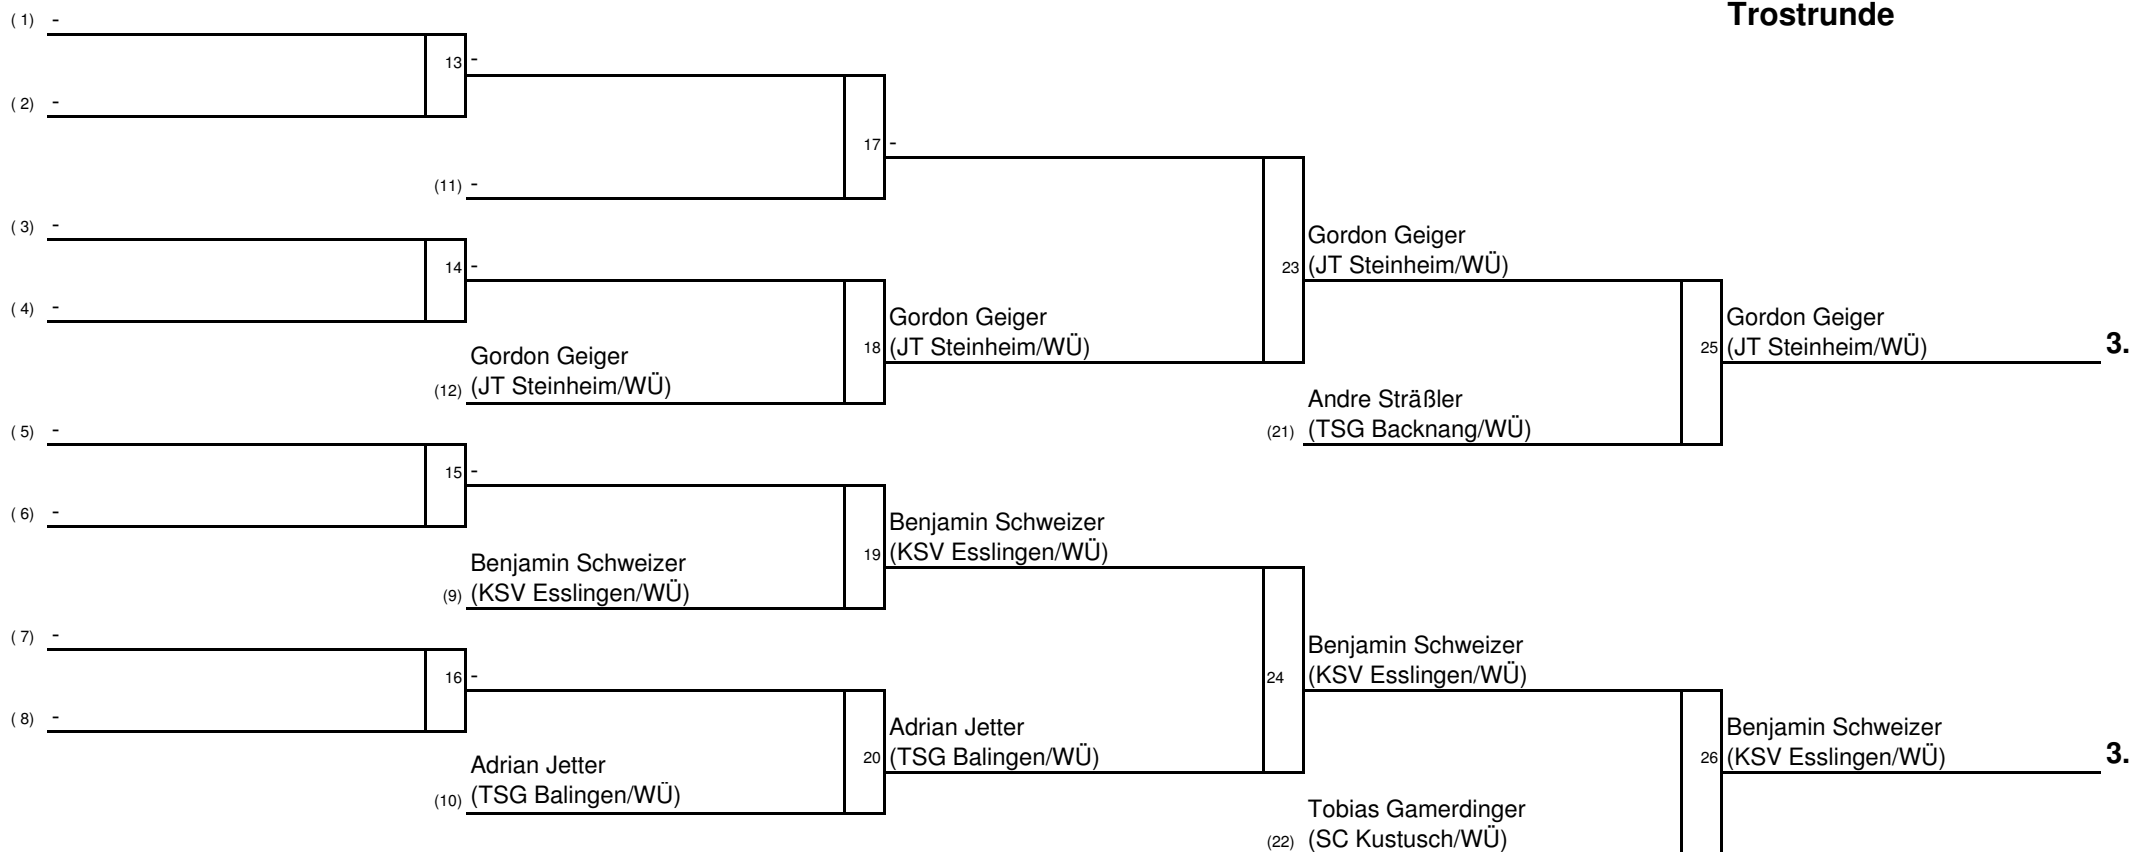 Trostrunde
( 1) -
13 -
( 2) -
17 -
(11) -
( 3) -
14 -
( 4) -
Gordon Geiger
(12) (JT Steinheim/WÜ)
Gordon Geiger
18 (JT Steinheim/WÜ)
Gordon Geiger
23 (JT Steinheim/WÜ)
Andre Sträßler
(21) (TSG Backnang/WÜ)
Gordon Geiger
25 (JT Steinheim/WÜ) 3.
( 5) -
15 -
( 6) -
Benjamin Schweizer
(9) (KSV Esslingen/WÜ)
Benjamin Schweizer
19 (KSV Esslingen/WÜ)
( 7) -
16 -
( 8) -
Adrian Jetter
(10) (TSG Balingen/WÜ)
Adrian Jetter
20 (TSG Balingen/WÜ)
Benjamin Schweizer
24 (KSV Esslingen/WÜ)
Tobias Gamerdinger
(22) (SC Kustusch/WÜ)
Benjamin Schweizer
26 (KSV Esslingen/WÜ) 3.